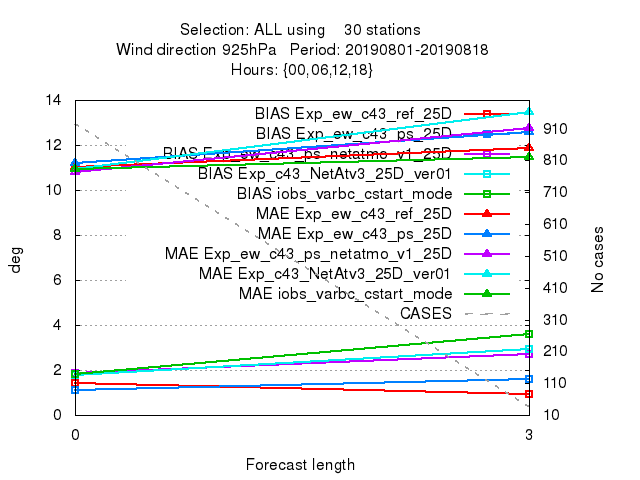 Selection: ALL using 30 stations
Wind direction 925hPa Period: 20190801-20190818
Hours: {00,06,12,18}
14
12
10
8
6
4
2
0
deg
BIAS Exp_ew_c43_ref_25D
BIAS Exp_ew_c43_ps_25D
BIAS Exp_ew_c43_ps_netatmo_v1_25D
BIAS Exp_c43_NetAtv3_25D_ver01
BIAS iobs_varbc_cstart_mode
MAE Exp_ew_c43_ref_25D
MAE Exp_ew_c43_ps_25D
MAE Exp_ew_c43_ps_netatmo_v1_25D
MAE Exp_c43_NetAtv3_25D_ver01
MAE iobs_varbc_cstart_mode
CASES
910
810
710
610
510
410
310
210
110
10
No cases
0
3
Forecast length